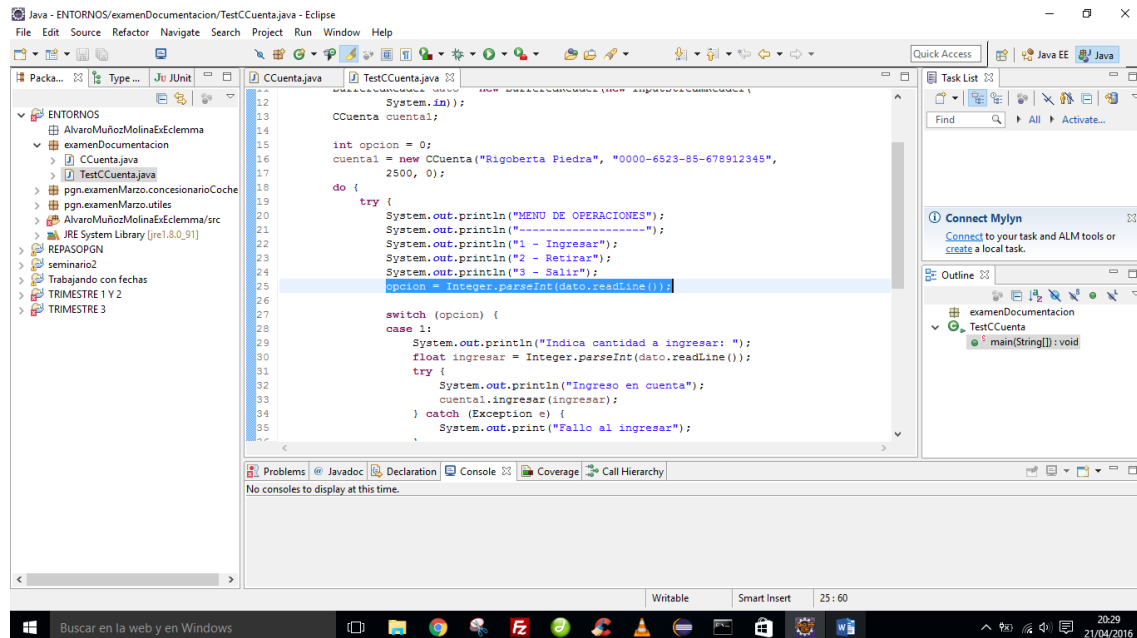 Java - ENTORNOS/examenDocumentacion/TestCCuenta.java - Eclipse
File Edit Source Refactor Navigate Search Project Run Window Help
Quick Access
Java EE
Java
Packa...
Type ...
JUnit
ENTORNOS
AlvaroMuñozMolinaExEclemma
examenDocumentacion
CCuenta.java
TestCCuenta.java
pgn.examenMarzo.concesionarioCoche
pgn.examenMarzo.utiles
AlvaroMuñozMolinaExEclemma/src
JRE System Library [jre1.8.0_91]
REPASOPGN
seminario2
Trabajando con fechas
TRIMESTRE 1 Y 2
TRIMESTRE 3
CCuenta.java
TestCCuenta.java
11 BufferedReader dato = new BufferedReader(new InputStreamReader(
12 System.in));
13 CCuenta cuenta1;
14
15 int opcion = 0;
16 cuenta1 = new CCuenta("Rigoberta Piedra", "0000-6523-85-678912345",
17 2500, 0);
18 do {
19 try {
20 System.out.println("MENU DE OPERACIONES");
21 System.out.println("-------------------");
22 System.out.println("1 - Ingresar");
23 System.out.println("2 - Retirar");
24 System.out.println("3 - Salir");
25 opcion = Integer.parseInt(dato.readLine());
26
27 switch (opcion) {
28 case 1:
29 System.out.println("Indica cantidad a ingresar: ");
30 float ingresar = Integer.parseInt(dato.readLine());
31 try {
32 System.out.println("Ingreso en cuenta");
33 cuenta1.ingresar(ingresar);
34 } catch (Exception e) {
35 System.out.print("Fallo al ingresar");
36 }
Task List
Find
All
Activate...
Connect Mylyn
Connect to your task and ALM tools or
create a local task.
Outline
examenDocumentacion
TestCCuenta
main(String[]) : void
Problems
@ Javadoc
Declaration
Console
Coverage
Call Hierarchy
No consoles to display at this time.
Writable
Smart Insert
25 : 60
Buscar en la web y en Windows
20:29
21/04/2016